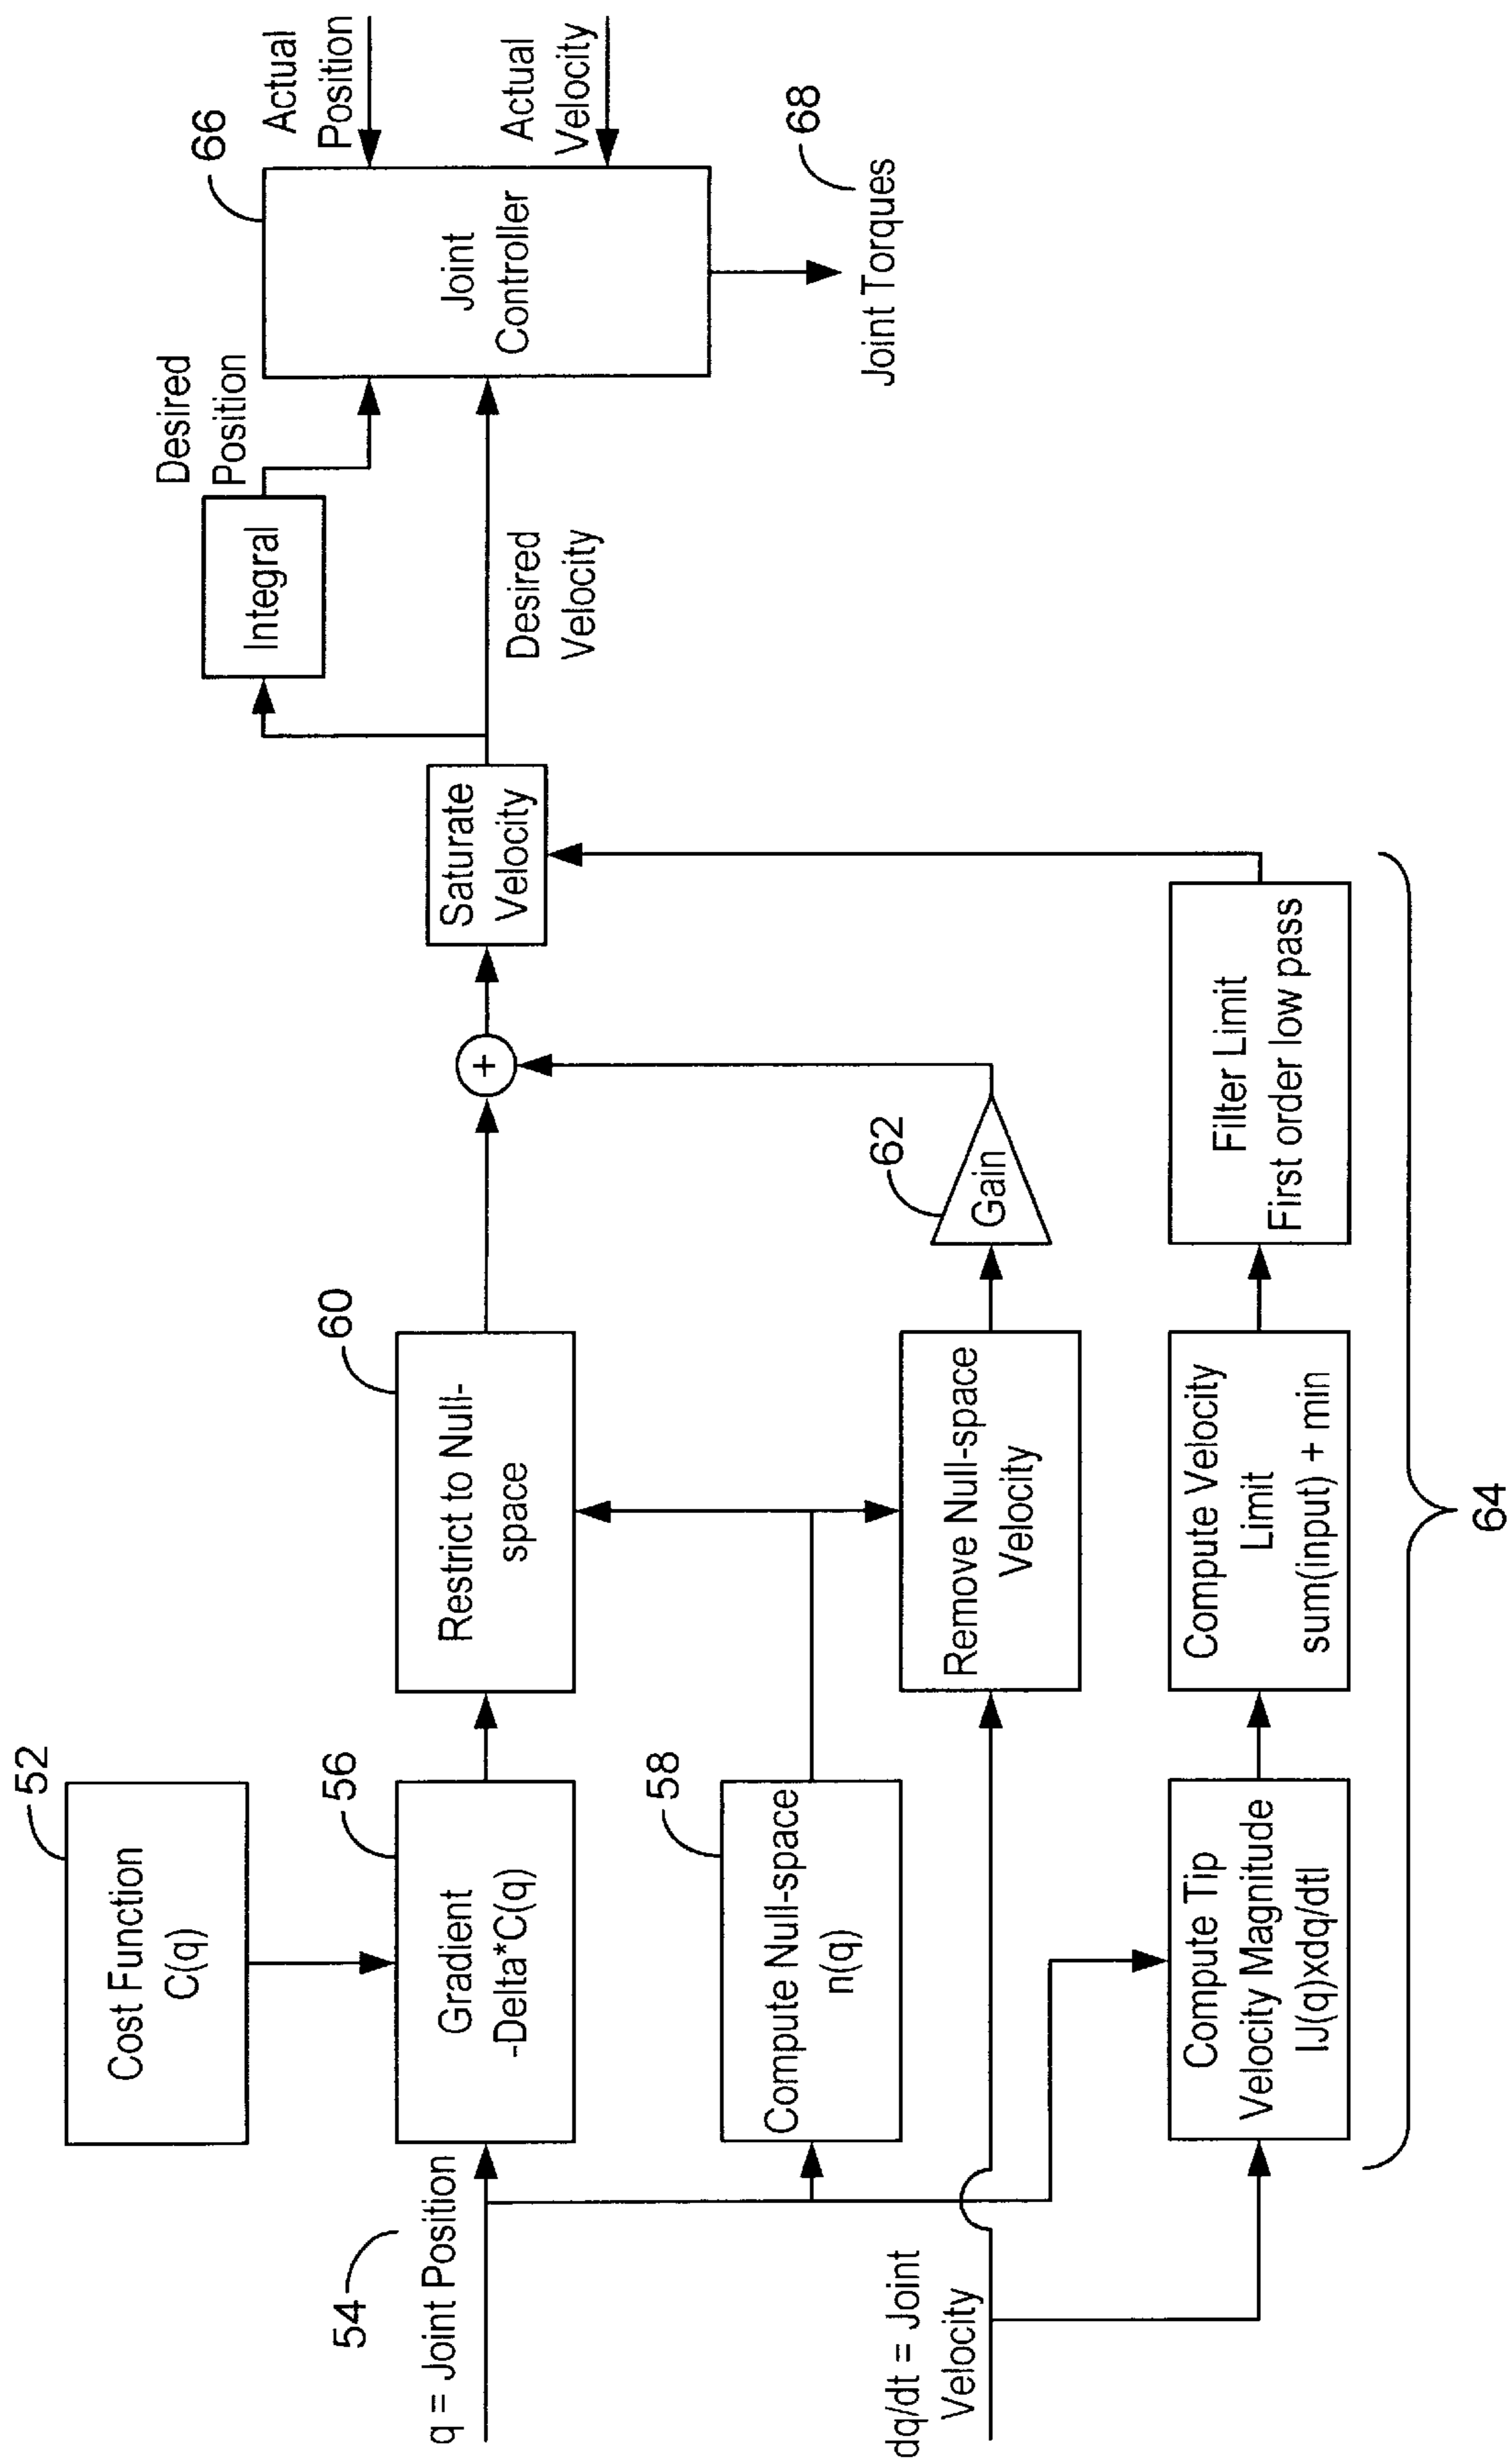 52
Cost Function
C(q)
54
q = Joint Position
56
Gradient
-Delta*C(q)
60
Restrict to Null-
space
58
Compute Null-space
n(q)
dq/dt = Joint
Velocity
Remove Null-space
Velocity
62
Gain
+
Compute Tip
Velocity Magnitude
IJ(q)xdq/dtI
Compute Velocity
Limit
sum(input) + min
Filter Limit
First order low pass
64
Saturate
Velocity
Integral
Desired
Position
Desired
Velocity
66
Joint
Controller
Actual
Position
Actual
Velocity
68
Joint Torques